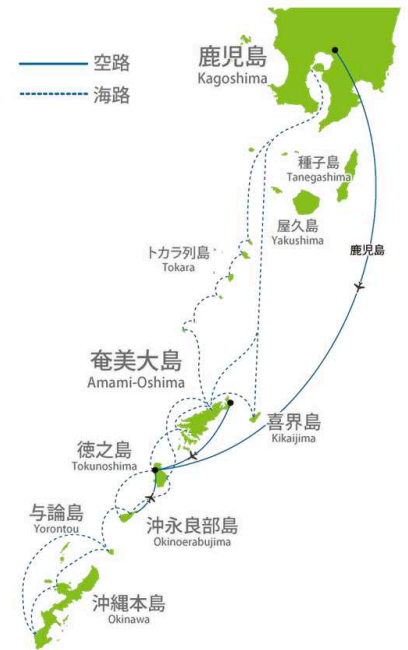 空路
海路
鹿児島
Kagoshima
種子島
Tanegashima
屋久島
Yakushima
トカラ列島
Tokara
鹿児島
奄美大島
Amami-Oshima
喜界島
Kikaijima
徳之島
Tokunoshima
沖永良部島
Okinoerabujima
与論島
Yorontou
沖縄本島
Okinawa